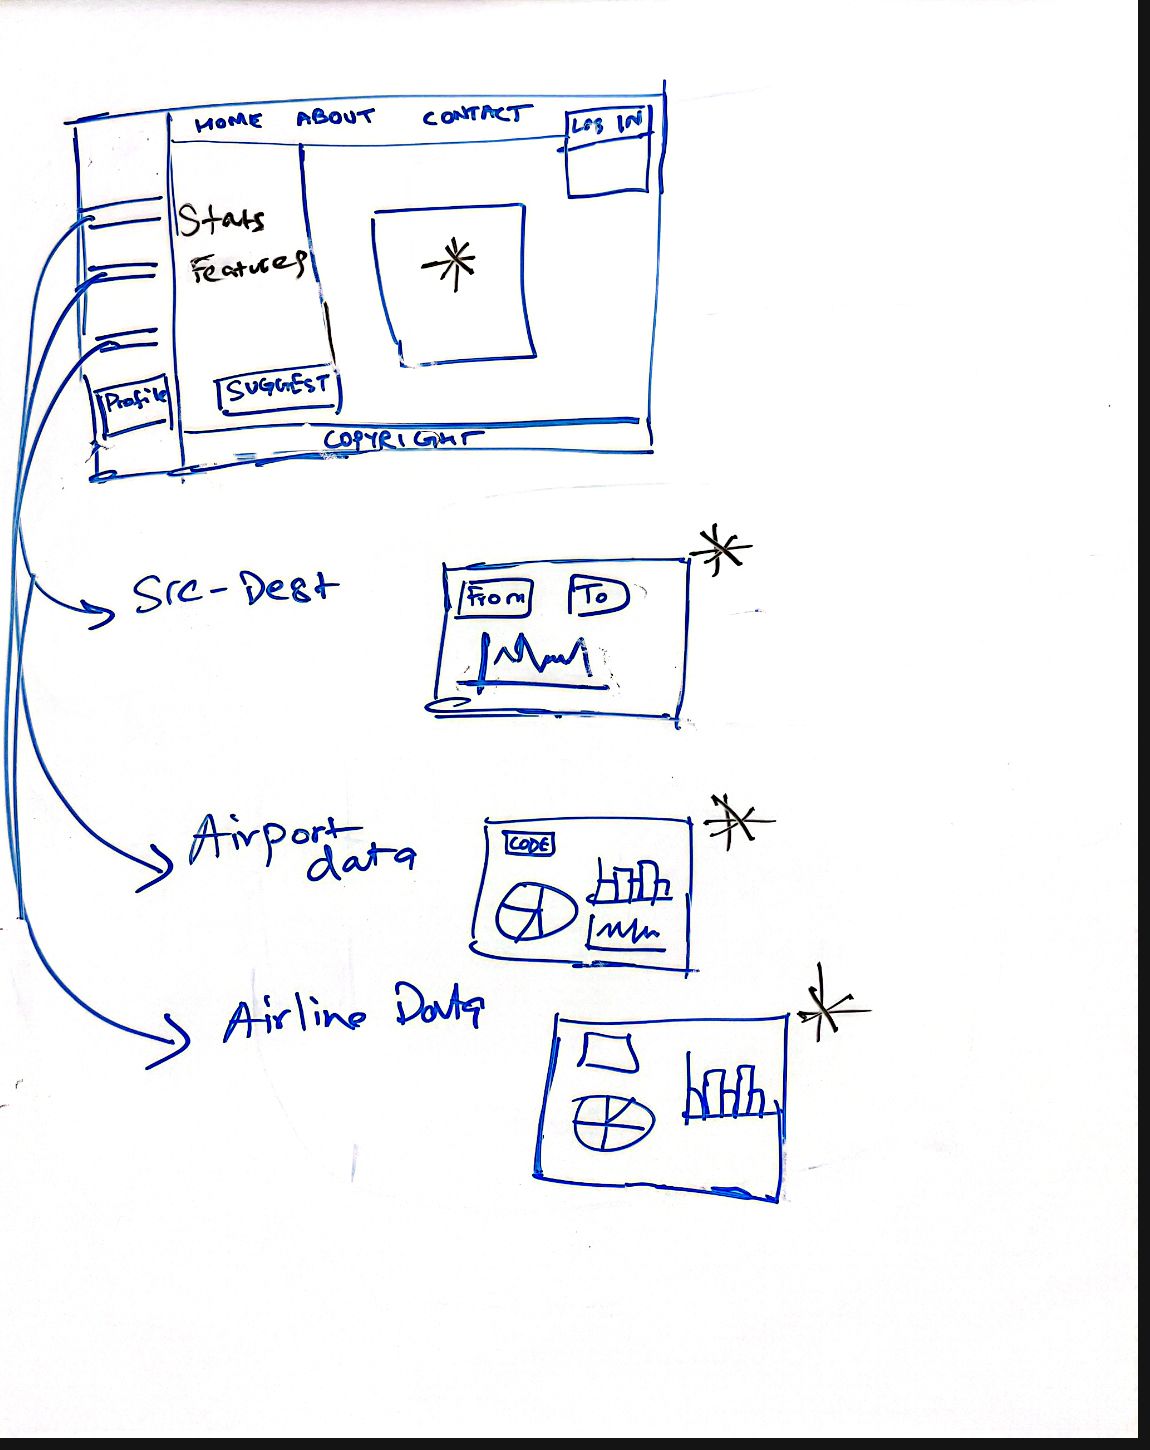 HOME ABOUT CONTACT
LOG IN
Stats
Features
Profile
SUGGEST
COPYRIGHT
Src-Dest
From To
Airport
data
CODE
Airline Data